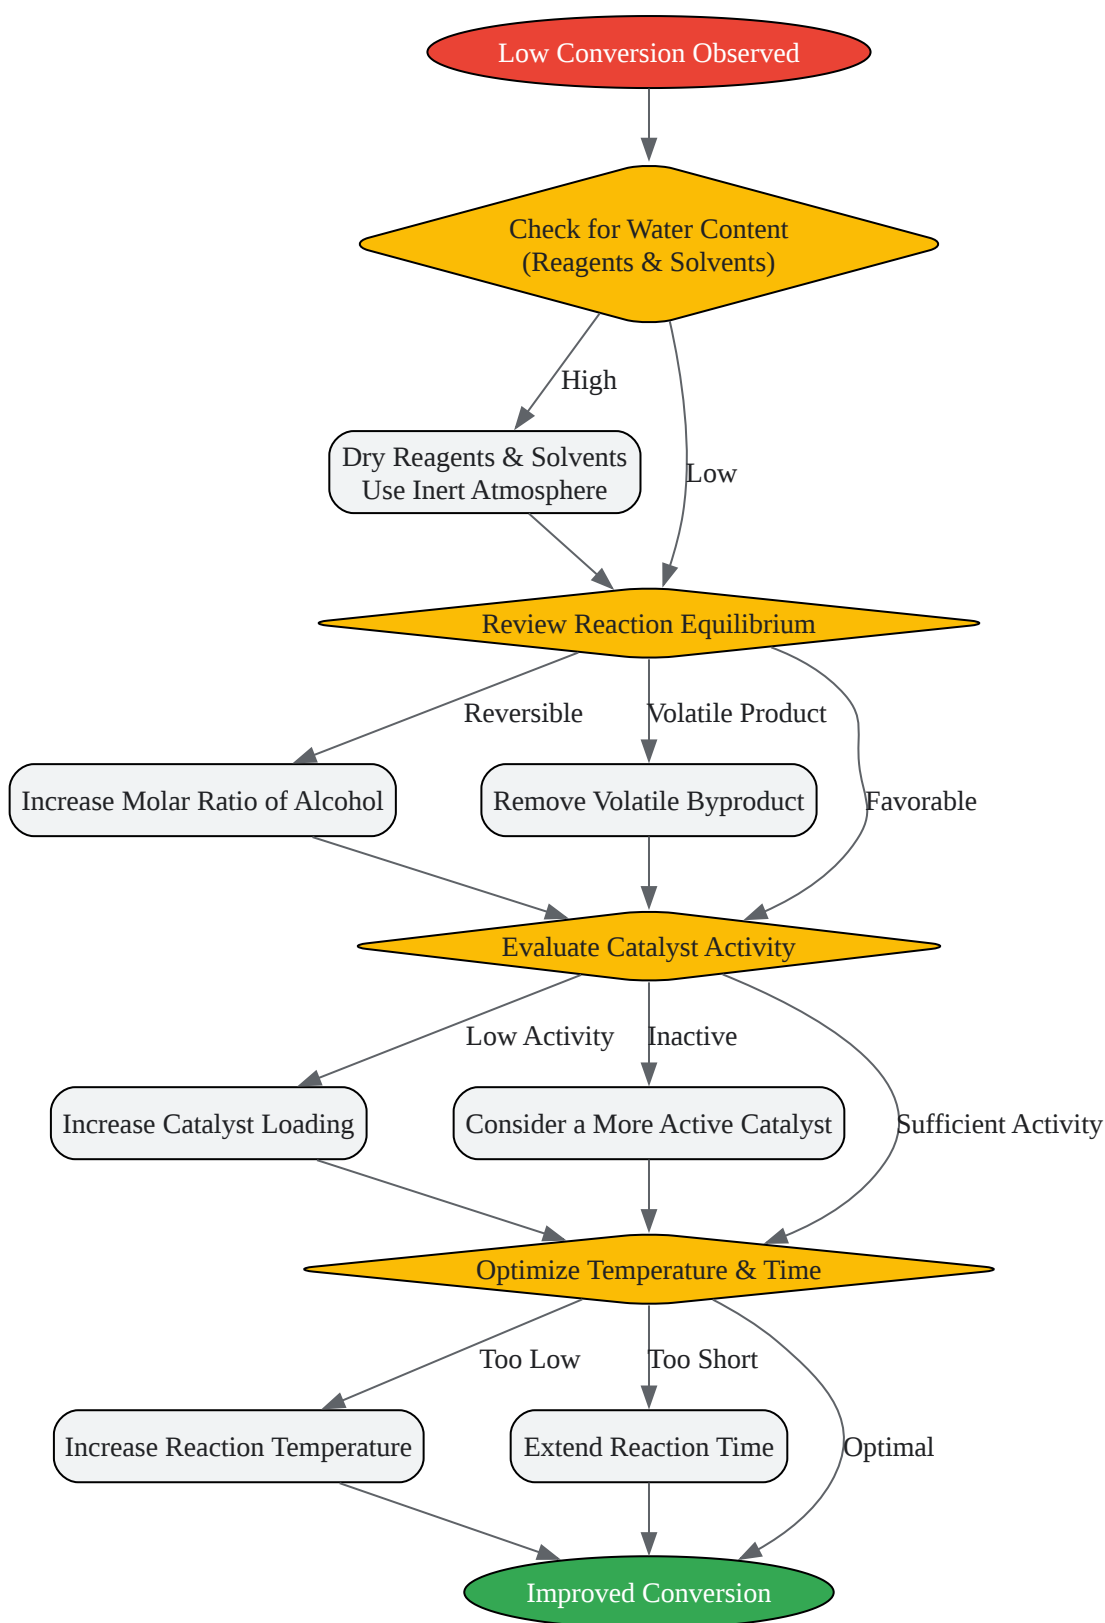 Low Conversion Observed
Check for Water Content
(Reagents & Solvents)
High
Dry Reagents & Solvents
Use Inert Atmosphere
Low
Review Reaction Equilibrium
Reversible
Volatile Product
Increase Molar Ratio of Alcohol
Remove Volatile Byproduct
Favorable
Evaluate Catalyst Activity
Low Activity
Inactive
Increase Catalyst Loading
Consider a More Active Catalyst
Sufficient Activity
Optimize Temperature & Time
Too Low
Too Short
Increase Reaction Temperature
Extend Reaction Time
Optimal
Improved Conversion